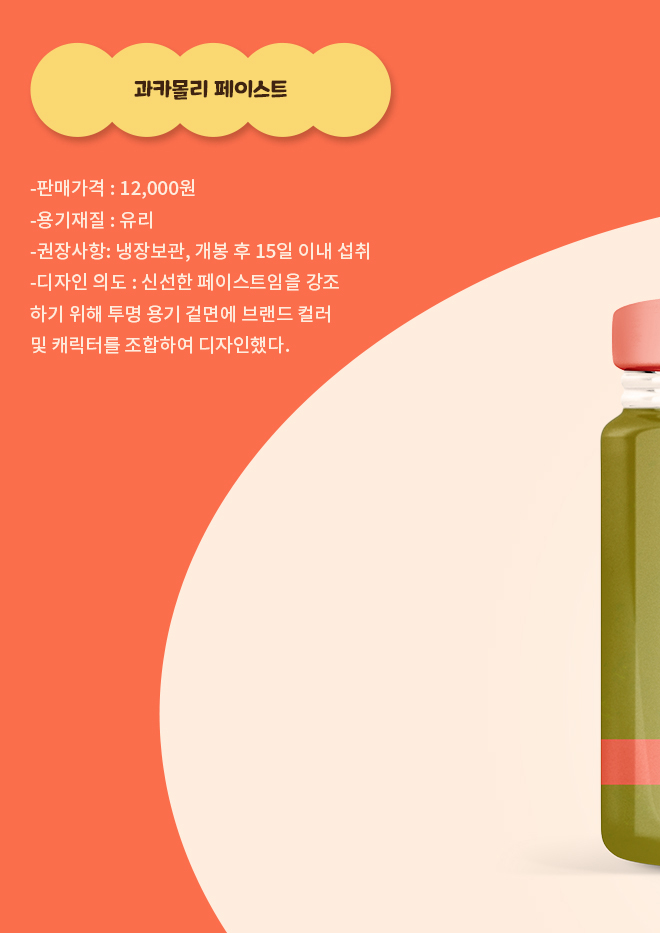 과카몰리 페이스트
-판매가격 : 12,000원
-용기재질 : 유리
-권장사항: 냉장보관, 개봉 후 15일 이내 섭취
-디자인 의도 : 신선한 페이스트임을 강조
하기 위해 투명 용기 겉면에 브랜드 컬러
및 캐릭터를 조합하여 디자인했다.